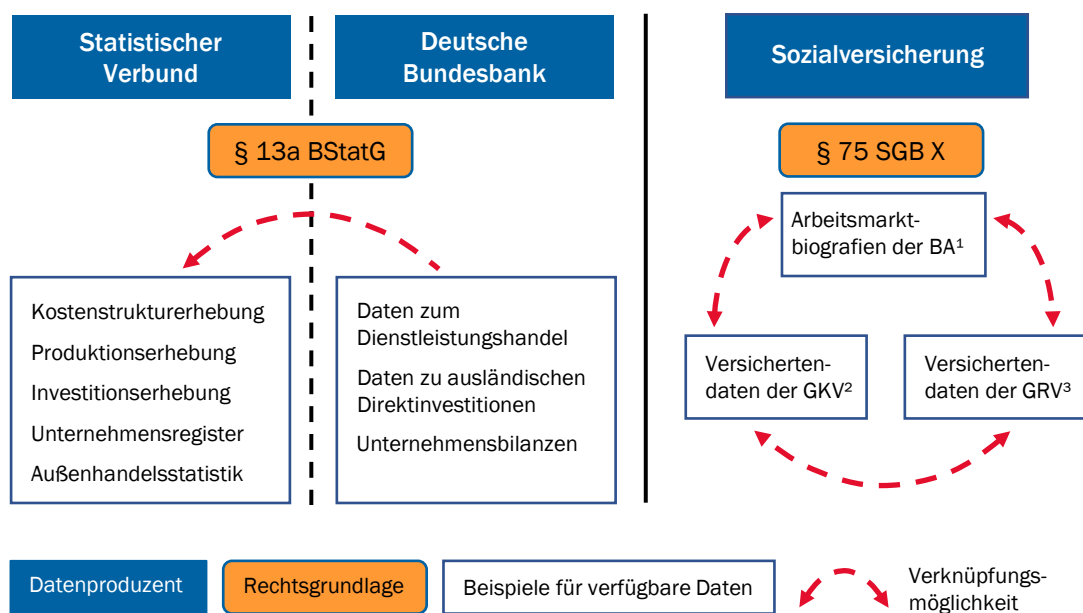 Statistischer
Verbund
Deutsche
Bundesbank
Sozialversicherung
§ 13a BStatG
§ 75 SGB X
Kostenstrukturerhebung
Produktionserhebung
Investitionserhebung
Unternehmensregister
Außenhandelsstatistik
Daten zum
Dienstleistungshandel
Daten zu ausländischen
Direktinvestitionen
Unternehmensbilanzen
Arbeitsmarkt-
biografien der BA¹
Versicherten-
daten der GKV²
Versicherten-
daten der GRV³
Datenproduzent
Rechtsgrundlage
Beispiele für verfügbare Daten
Verknüpfungs-
möglichkeit